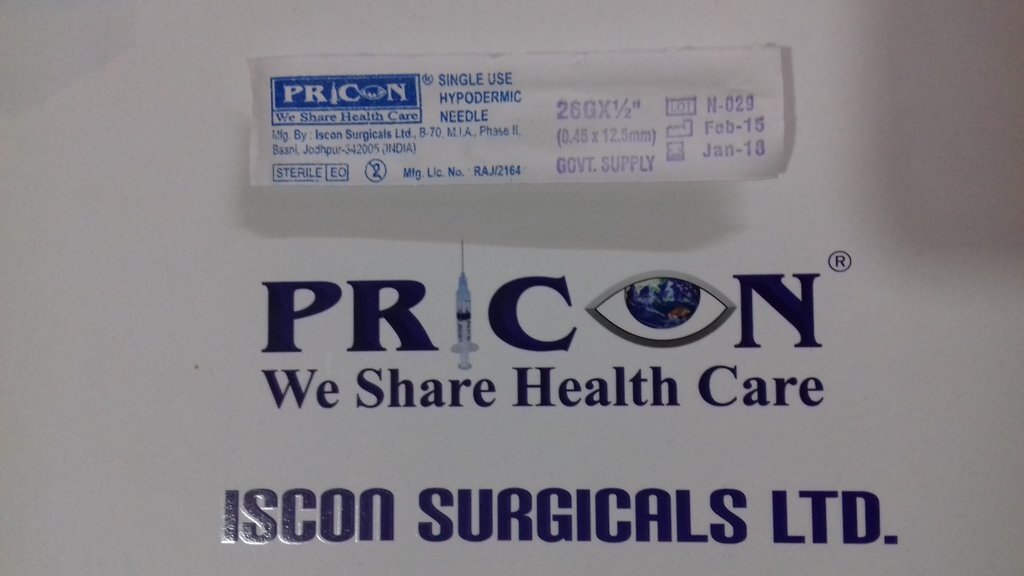 PRICON ® SINGLE USE
We Share Health Care HYPODERMIC
NEEDLE
Mfg. By : Iscon Surgicals Ltd., B-70, M.I.A., Phase II,
Basni, Jodhpur-342005 (INDIA)
STERILE EO 2 Mfg. Lic. No. : RAJ/2164
26GX½" LOT N-029
(0.45 x 12.5mm) Feb-15
GOVT. SUPPLY Jan-18
PRICON ®
We Share Health Care
ISCON SURGICALS LTD.